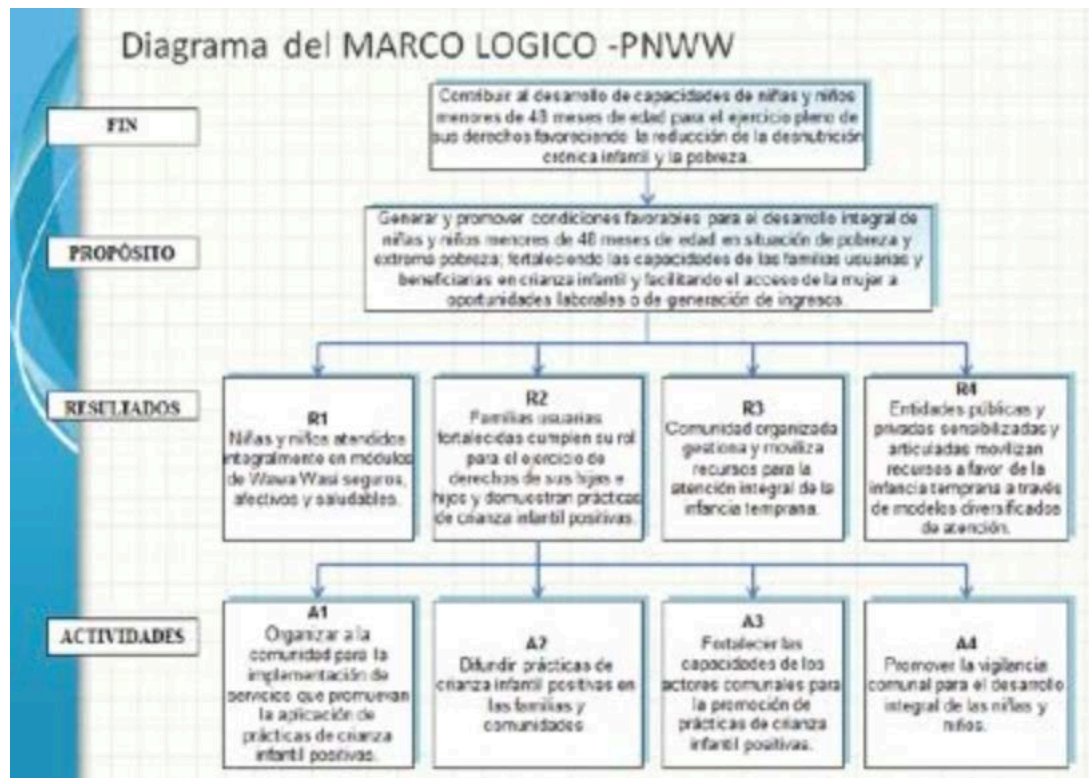 Diagrama del MARCO LOGICO -PNWW
FIN
Contribuir al desarrollo de capacidades de niñas y niños
menores de 48 meses de edad para el ejercicio pleno de
sus derechos favoreciendo la reducción de la desnutrición
crónica infantil y la pobreza.
PROPÓSITO
Generar y promover condiciones favorables para el desarrollo integral de
niñas y niños menores de 48 meses de edad en situación de pobreza y
extrema pobreza; fortaleciendo las capacidades de las familias usuarias y
beneficiarias en crianza infantil y facilitando el acceso de la mujer a
oportunidades laborales o de generación de ingresos.
RESULTADOS
R1
Niñas y niños atendidos
integralmente en módulos
de Wawa Wasi seguros,
afectivos y saludables.
R2
Familias usuarias
fortalecidas cumplen su rol
para el ejercicio de
derechos de sus hijas e
hijos y demuestran prácticas
de crianza infantil positivas.
R3
Comunidad organizada
gestiona y moviliza
recursos para la
atención integral de la
infancia temprana.
R4
Entidades públicas y
privadas sensibilizadas y
articuladas movilizan
recursos a favor de la
infancia temprana a través
de modelos diversificados
de atención.
ACTIVIDADES
A1
Organizar a la
comunidad para la
implementación de
servicios que promuevan
la aplicación de
prácticas de crianza
infantil positivas.
A2
Difundir prácticas de
crianza infantil positivas en
las familias y
comunidades
A3
Fortalecer las
capacidades de los
actores comunales para
la promoción de
prácticas de crianza
infantil positivas.
A4
Promover la vigilancia
comunal para el desarrollo
integral de las niñas y
niños.